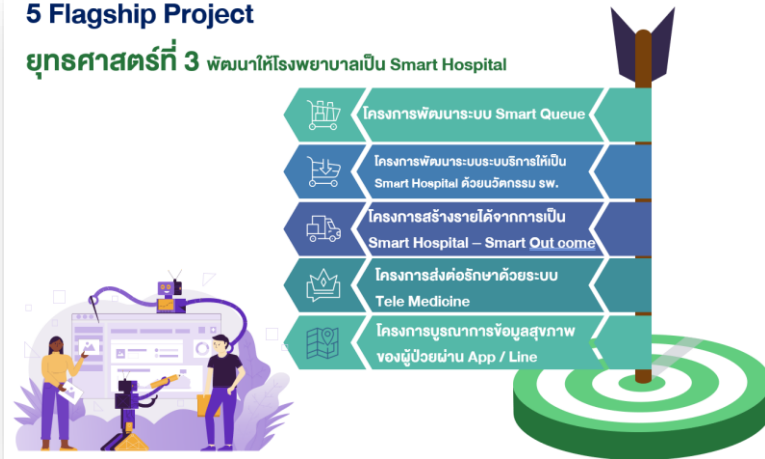 5 Flagship Project
ยุทธศาสตร์ที่ 3 พัฒนาให้โรงพยาบาลเป็น Smart Hospital
โครงการพัฒนาระบบ Smart Queue
โครงการพัฒนาระบบระบบริการให้เป็น
Smart Hospital ด้วยนวัตกรรม รพ.
โครงการสร้างรายได้จากการเป็น
Smart Hospital – Smart Out come
โครงการส่งต่อรักษาด้วยระบบ
Tele Medicine
โครงการบูรณาการข้อมูลสุขภาพ
ของผู้ป่วยผ่าน App / Line